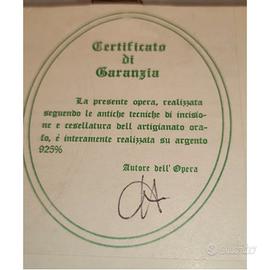 Certificato
di
Garanzia
La presente opera, realizzata
seguendo le antiche tecniche di incisio-
ne e cesellatura dell artigianato ora-
fo, é interamente realizzata su argento
925%
Autore dell' Opera
SUBITO